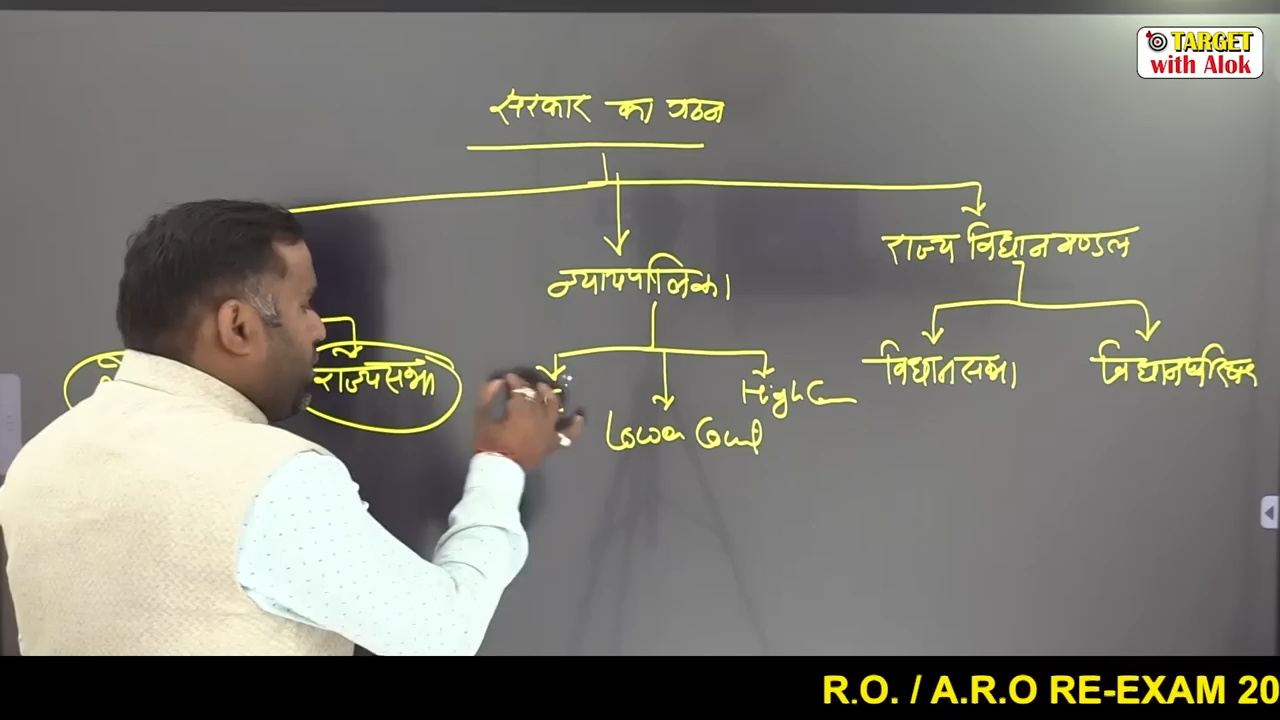 TARGET
with Alok
सरकार का गठन
न्यायपालिका
राज्य विधानमण्डल
राज्यसभा
Lower Court
High C
विधानसभा
विधानपरिषद
R.O. / A.R.O RE-EXAM 20